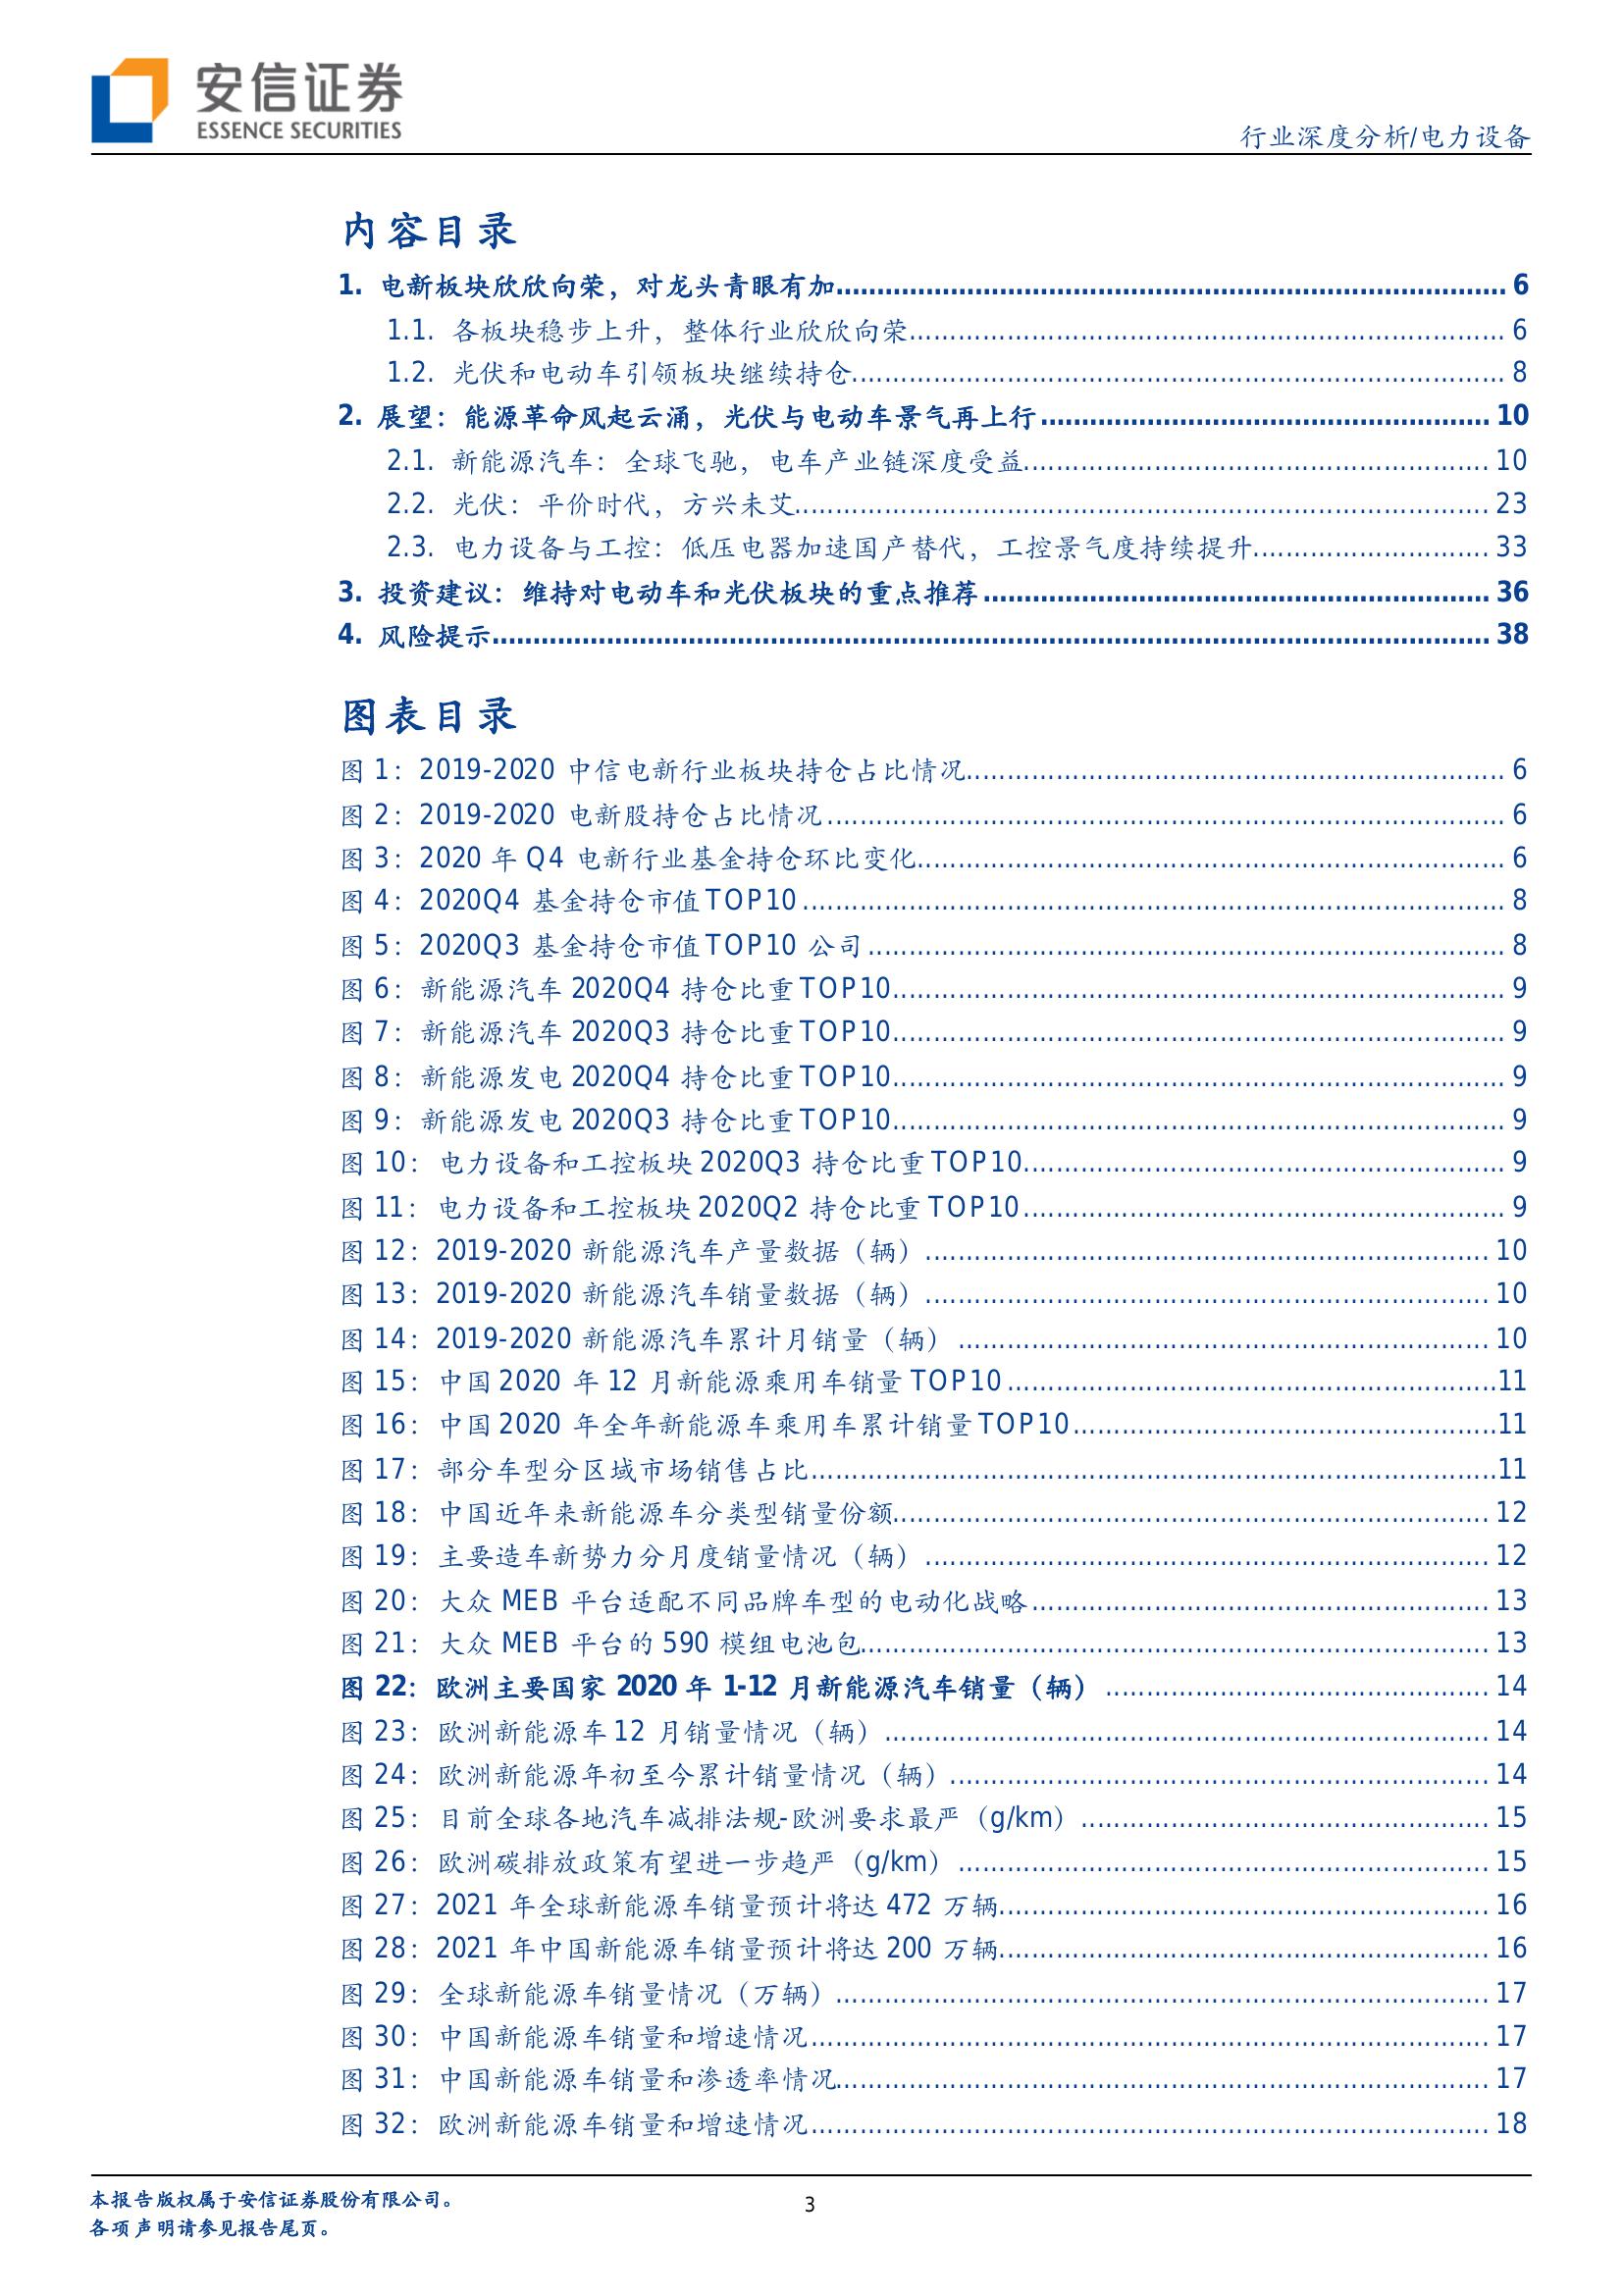 安信证券
ESSENCE SECURITIES
行业深度分析/电力设备
内容目录
1. 电新板块欣欣向荣，对龙头青眼有加 6
1.1. 各板块稳步上升，整体行业欣欣向荣 6
1.2. 光伏和电动车引领板块继续持仓 8
2. 展望：能源革命风起云涌，光伏与电动车景气再上行 10
2.1. 新能源汽车：全球飞驰，电车产业链深度受益 10
2.2. 光伏：平价时代，方兴未艾 23
2.3. 电力设备与工控：低压电器加速国产替代，工控景气度持续提升 33
3. 投资建议：维持对电动车和光伏板块的重点推荐 36
4. 风险提示 38
图表目录
图 1：2019-2020 中信电新行业板块持仓占比情况 6
图 2：2019-2020 电新股持仓占比情况 6
图 3：2020 年 Q4 电新行业基金持仓环比变化 6
图 4：2020Q4 基金持仓市值 TOP10 8
图 5：2020Q3 基金持仓市值 TOP10 公司 8
图 6：新能源汽车 2020Q4 持仓比重 TOP10 9
图 7：新能源汽车 2020Q3 持仓比重 TOP10 9
图 8：新能源发电 2020Q4 持仓比重 TOP10 9
图 9：新能源发电 2020Q3 持仓比重 TOP10 9
图 10：电力设备和工控板块 2020Q3 持仓比重 TOP10 9
图 11：电力设备和工控板块 2020Q2 持仓比重 TOP10 9
图 12：2019-2020 新能源汽车产量数据（辆） 10
图 13：2019-2020 新能源汽车销量数据（辆） 10
图 14：2019-2020 新能源汽车累计月销量（辆） 10
图 15：中国 2020 年 12 月新能源乘用车销量 TOP10 11
图 16：中国 2020 年全年新能源车乘用车累计销量 TOP10 11
图 17：部分车型分区域市场销售占比 11
图 18：中国近年来新能源车分类型销量份额 12
图 19：主要造车新势力分月度销量情况（辆） 12
图 20：大众 MEB 平台适配不同品牌车型的电动化战略 13
图 21：大众 MEB 平台的 590 模组电池包 13
图 22：欧洲主要国家 2020 年 1-12 月新能源汽车销量（辆） 14
图 23：欧洲新能源车 12 月销量情况（辆） 14
图 24：欧洲新能源年初至今累计销量情况（辆） 14
图 25：目前全球各地汽车减排法规-欧洲要求最严（g/km） 15
图 26：欧洲碳排放政策有望进一步趋严（g/km） 15
图 27：2021 年全球新能源车销量预计将达 472 万辆 16
图 28：2021 年中国新能源车销量预计将达 200 万辆 16
图 29：全球新能源车销量情况（万辆） 17
图 30：中国新能源车销量和增速情况 17
图 31：中国新能源车销量和渗透率情况 17
图 32：欧洲新能源车销量和增速情况 18
本报告版权属于安信证券股份有限公司。
3
各项声明请参见报告尾页。